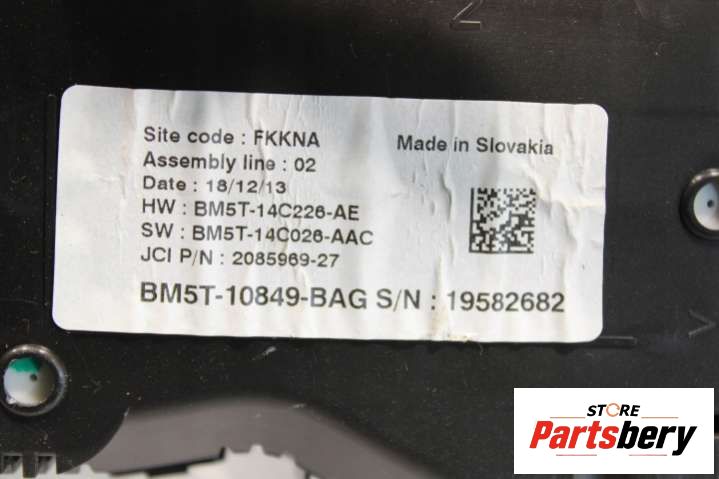 2
Site code : FKKNA
Made in Slovakia
Assembly line : 02
Date : 18/12/13
HW : BM5T-14C226-AE
SW : BM5T-14C026-AAC
JCI P/N : 2085969-27
BM5T-10849-BAG S/N : 19582682
STORE
Partsbery